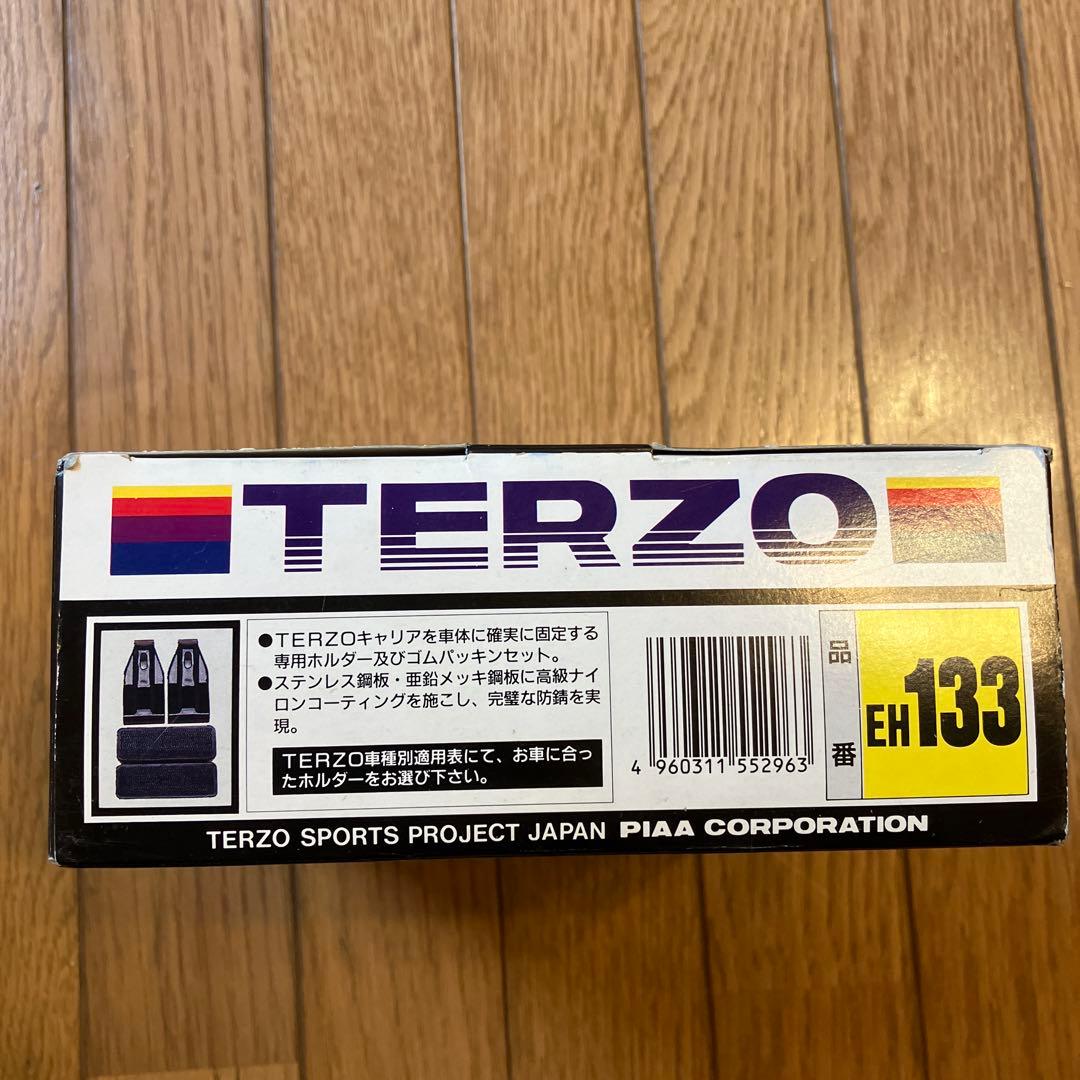 TERZO
●TERZOキャリアを車体に確実に固定する
専用ホルダー及びゴムパッキンセット。
●ステンレス鋼板・亜鉛メッキ鋼板に高級ナイ
ロンコーティングを施こし、完璧な防錆を実
現。
TERZO車種別適用表にて、お車に合っ
たホルダーをお選び下さい。
4 960311 552963
品番
EH133
TERZO SPORTS PROJECT JAPAN PIAA CORPORATION